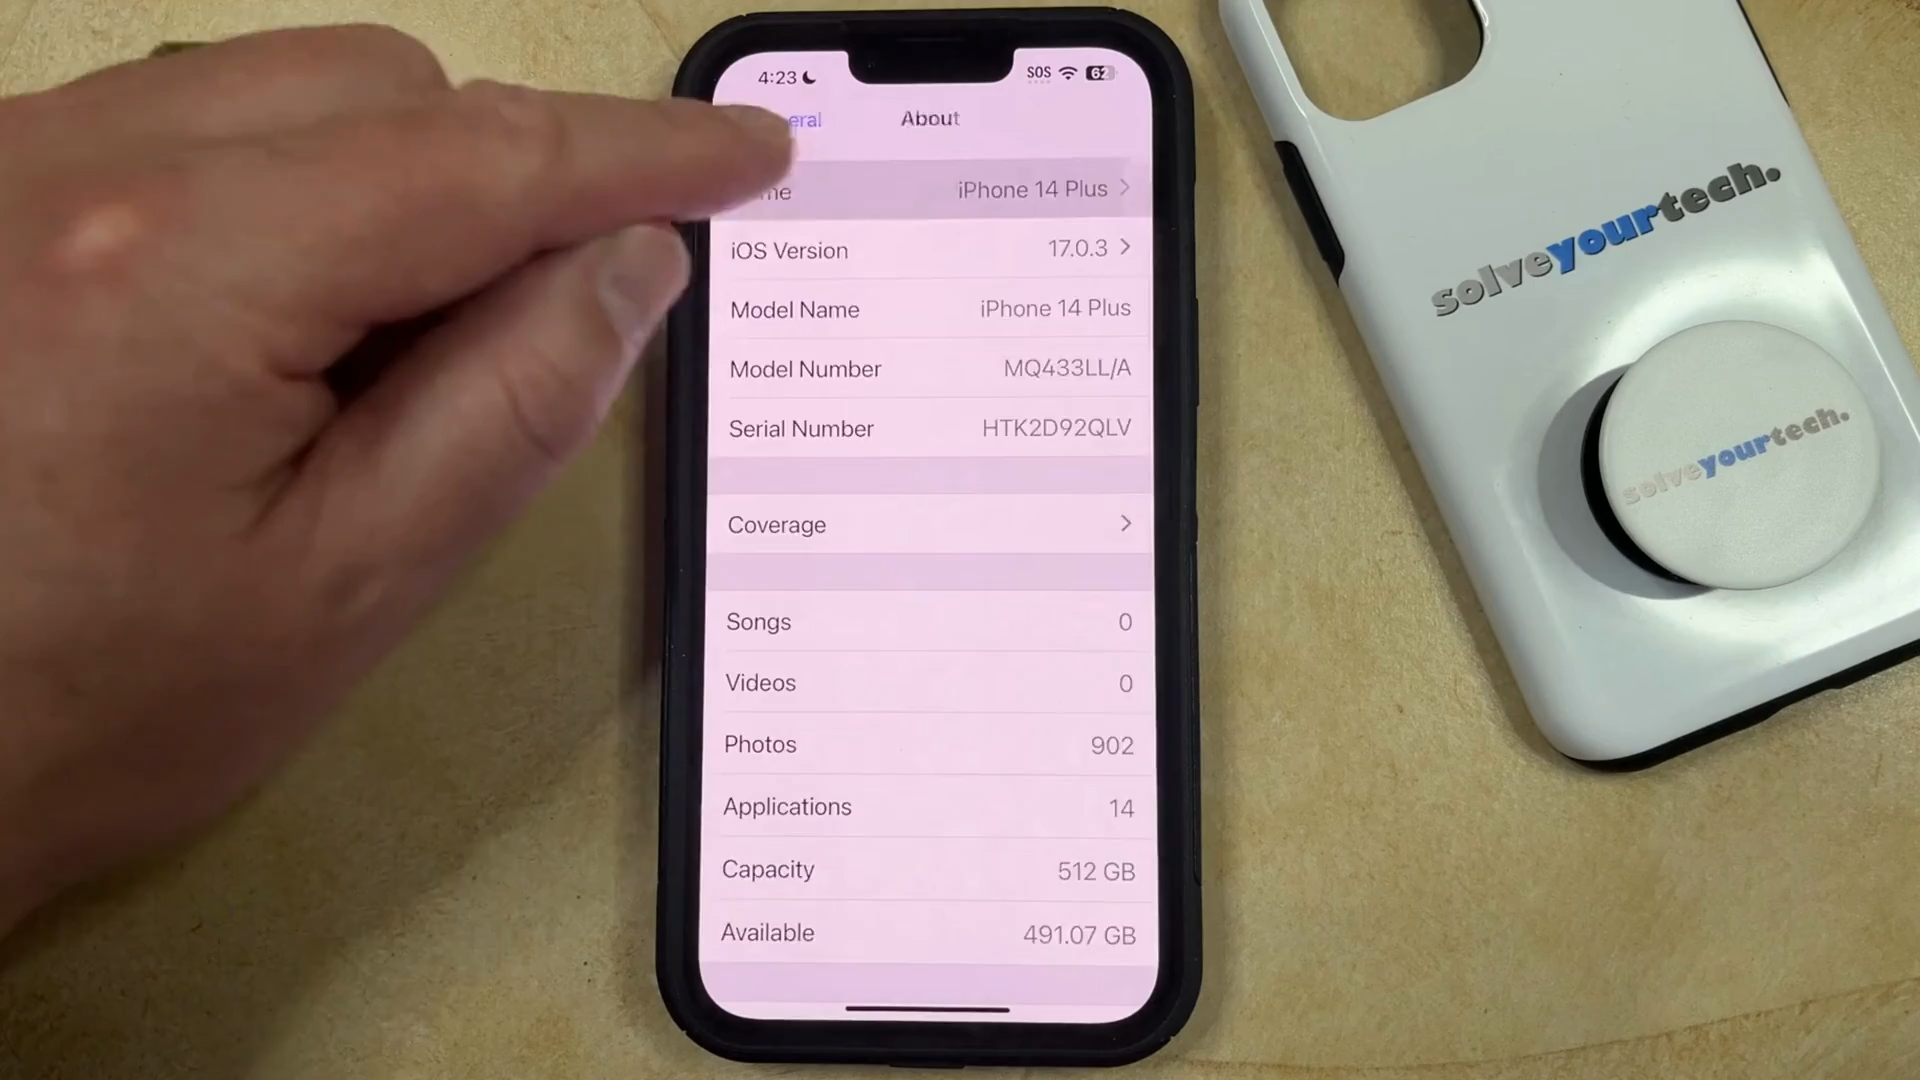 4:23 SOS 62
eral About
me iPhone 14 Plus
iOS Version 17.0.3
Model Name iPhone 14 Plus
Model Number MQ433LL/A
Serial Number HTK2D92QLV
Coverage
Songs 0
Videos 0
Photos 902
Applications 14
Capacity 512 GB
Available 491.07 GB
solveyourtech.
solveyourtech.